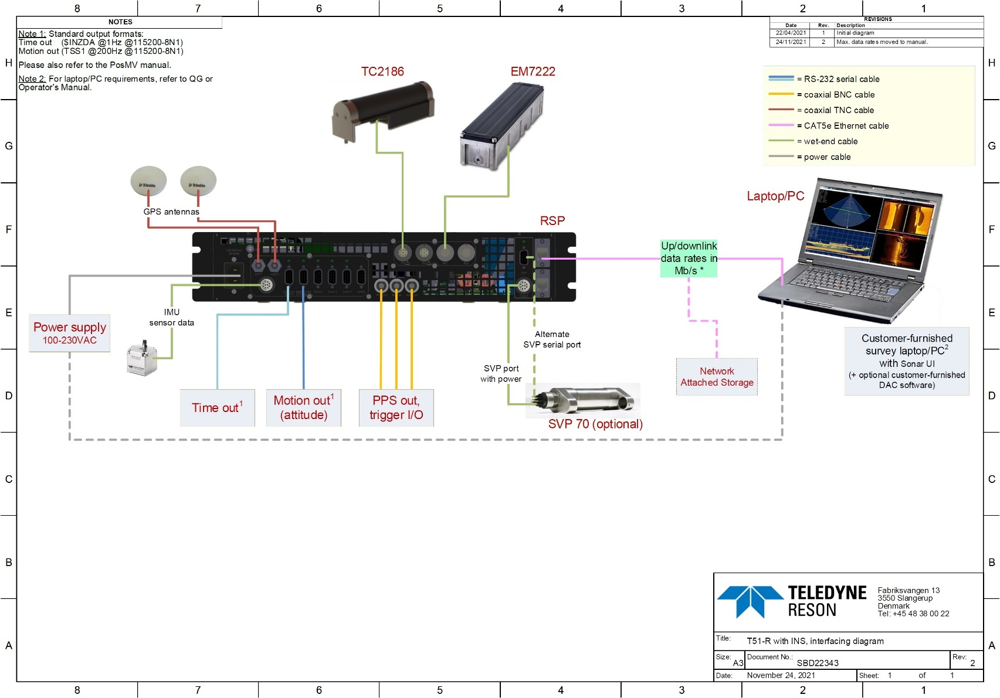 8 7 6 5 4 3 2 1
NOTES
Note 1: Standard output formats:
Time out ($INZDA @1Hz @115200-8N1)
Motion out (TSS1 @200Hz @115200-8N1)
Please also refer to the PosMV manual.
Note 2: For laptop/PC requirements, refer to QG or
Operator's Manual.
REVISIONS
Date Rev. Description
22/04/2021 1 Initial diagram
24/11/2021 2 Max. data rates moved to manual.
H H
TC2186
EM7222
= RS-232 serial cable
= coaxial BNC cable
= coaxial TNC cable
= CAT5e Ethernet cable
= wet-end cable
= power cable
G G
Trimble
Trimble
GPS antennas
Laptop/PC
RSP
F F
Up/downlink
data rates in
Mb/s *
E E
IMU
sensor data
Power supply
100-230VAC
Alternate
SVP serial port
SVP port
with power
Customer-furnished
survey laptop/PC2
with Sonar UI
(+ optional customer-furnished
DAC software)
Network
Attached Storage
D D
Time out1
Motion out1
(attitude)
PPS out,
trigger I/O
SVP 70 (optional)
C C
B B
TELEDYNE
RESON
Fabriksvangen 13
3550 Slangerup
Denmark
Tel: +45 48 38 00 22
A A
Title: T51-R with INS, interfacing diagram
Size: A3 Document No.: SBD22343 Rev: 2
Date: November 24, 2021 Sheet: 1 of 1
8 7 6 5 4 3 2 1